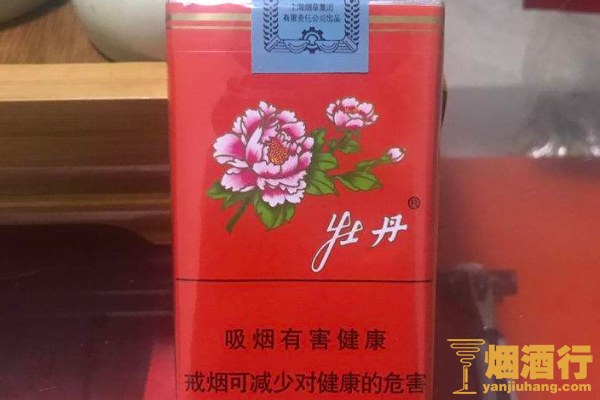 上海烟草集团
有限责任公司出品
牡丹®
吸烟有害健康
戒烟可减少对健康的危害
烟酒行
yanjiuhang.com